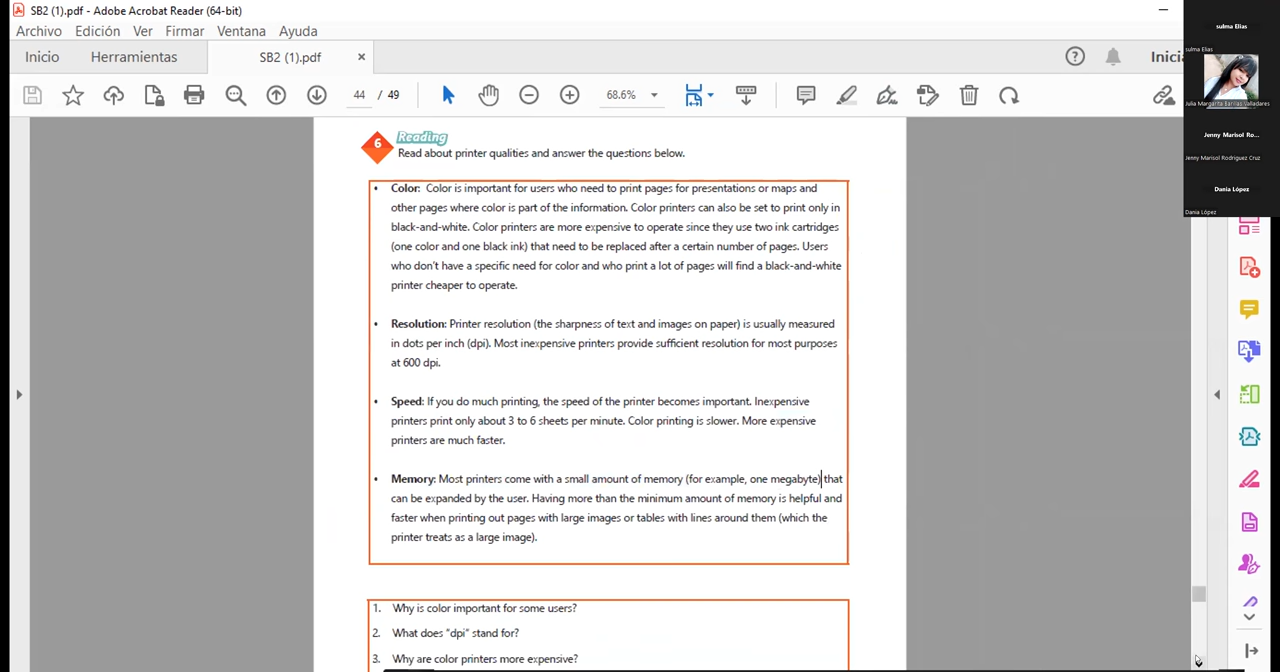 SB2 (1).pdf - Adobe Acrobat Reader (64-bit)
Archivo Edición Ver Firmar Ventana Ayuda
Inicio Herramientas SB2 (1).pdf × Inicia
44 / 49 68.6%
sulma Elias
sulma Elias
Julia Margarita Barillas Valladares
Jenny Marisol Ro...
Jenny Marisol Rodriguez Cruz
Dania López
Dania López
6 Reading
Read about printer qualities and answer the questions below.
• Color: Color is important for users who need to print pages for presentations or maps and
other pages where color is part of the information. Color printers can also be set to print only in
black-and-white. Color printers are more expensive to operate since they use two ink cartridges
(one color and one black ink) that need to be replaced after a certain number of pages. Users
who don't have a specific need for color and who print a lot of pages will find a black-and-white
printer cheaper to operate.
• Resolution: Printer resolution (the sharpness of text and images on paper) is usually measured
in dots per inch (dpi). Most inexpensive printers provide sufficient resolution for most purposes
at 600 dpi.
• Speed: If you do much printing, the speed of the printer becomes important. Inexpensive
printers print only about 3 to 6 sheets per minute. Color printing is slower. More expensive
printers are much faster.
• Memory: Most printers come with a small amount of memory (for example, one megabyte) that
can be expanded by the user. Having more than the minimum amount of memory is helpful and
faster when printing out pages with large images or tables with lines around them (which the
printer treats as a large image).
1. Why is color important for some users?
2. What does "dpi" stand for?
3. Why are color printers more expensive?